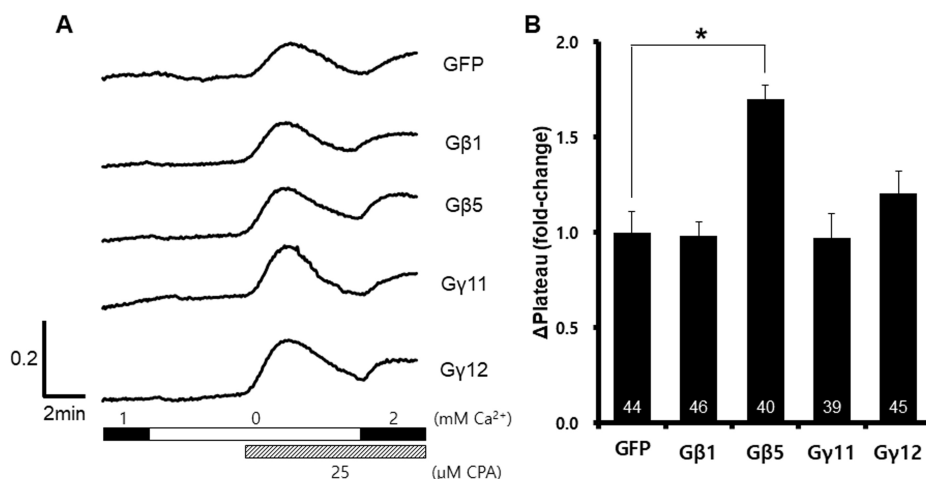 A
GFP
Gβ1
Gβ5
Gγ11
Gγ12
0.2
2min
1 0 2 (mM Ca²⁺)
25 (μM CPA)
B
*
ΔPlateau (fold-change)
2.0
1.5
1.0
0.5
0.0
44 46 40 39 45
GFP Gβ1 Gβ5 Gγ11 Gγ12